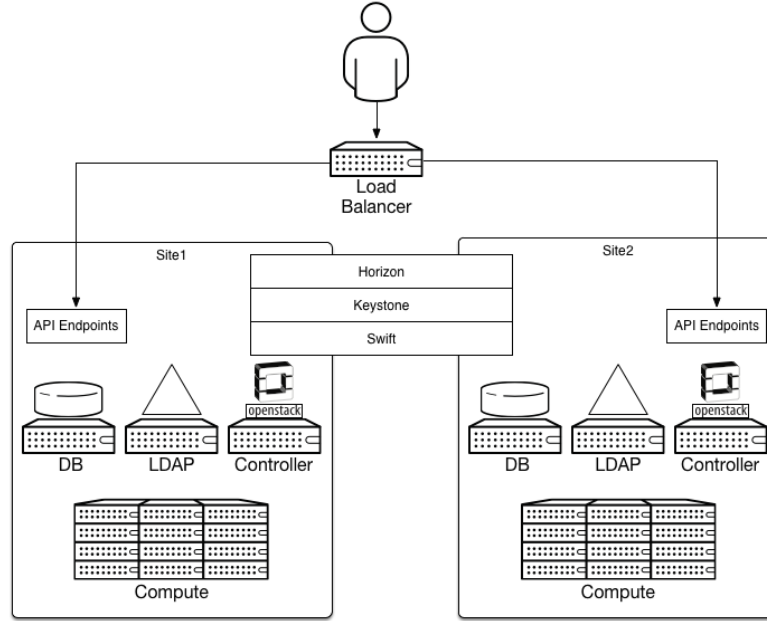 Load
Balancer
Site1
Site2
Horizon
Keystone
Swift
API Endpoints
API Endpoints
openstack
openstack
DB
LDAP
Controller
DB
LDAP
Controller
Compute
Compute